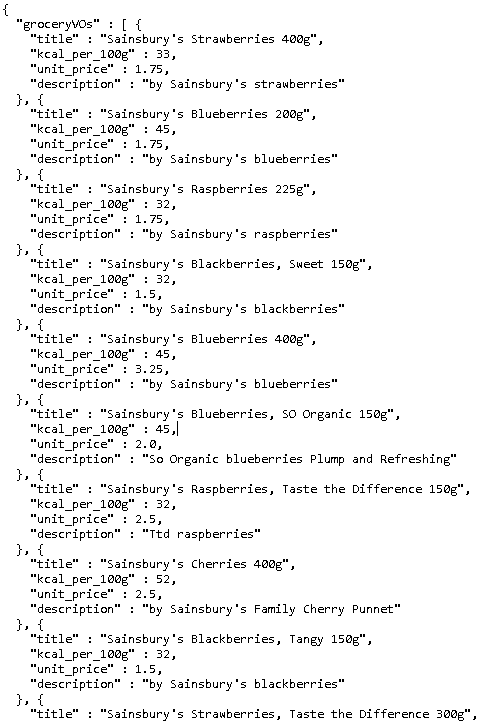 {
"groceryVOs" : [ {
"title" : "Sainsbury's Strawberries 400g",
"kcal_per_100g" : 33,
"unit_price" : 1.75,
"description" : "by Sainsbury's strawberries"
}, {
"title" : "Sainsbury's Blueberries 200g",
"kcal_per_100g" : 45,
"unit_price" : 1.75,
"description" : "by Sainsbury's blueberries"
}, {
"title" : "Sainsbury's Raspberries 225g",
"kcal_per_100g" : 32,
"unit_price" : 1.75,
"description" : "by Sainsbury's raspberries"
}, {
"title" : "Sainsbury's Blackberries, Sweet 150g",
"kcal_per_100g" : 32,
"unit_price" : 1.5,
"description" : "by Sainsbury's blackberries"
}, {
"title" : "Sainsbury's Blueberries 400g",
"kcal_per_100g" : 45,
"unit_price" : 3.25,
"description" : "by Sainsbury's blueberries"
}, {
"title" : "Sainsbury's Blueberries, SO Organic 150g",
"kcal_per_100g" : 45,
"unit_price" : 2.0,
"description" : "So Organic blueberries Plump and Refreshing"
}, {
"title" : "Sainsbury's Raspberries, Taste the Difference 150g",
"kcal_per_100g" : 32,
"unit_price" : 2.5,
"description" : "Ttd raspberries"
}, {
"title" : "Sainsbury's Cherries 400g",
"kcal_per_100g" : 52,
"unit_price" : 2.5,
"description" : "by Sainsbury's Family Cherry Punnet"
}, {
"title" : "Sainsbury's Blackberries, Tangy 150g",
"kcal_per_100g" : 32,
"unit_price" : 1.5,
"description" : "by Sainsbury's blackberries"
}, {
"title" : "Sainsbury's Strawberries, Taste the Difference 300g",